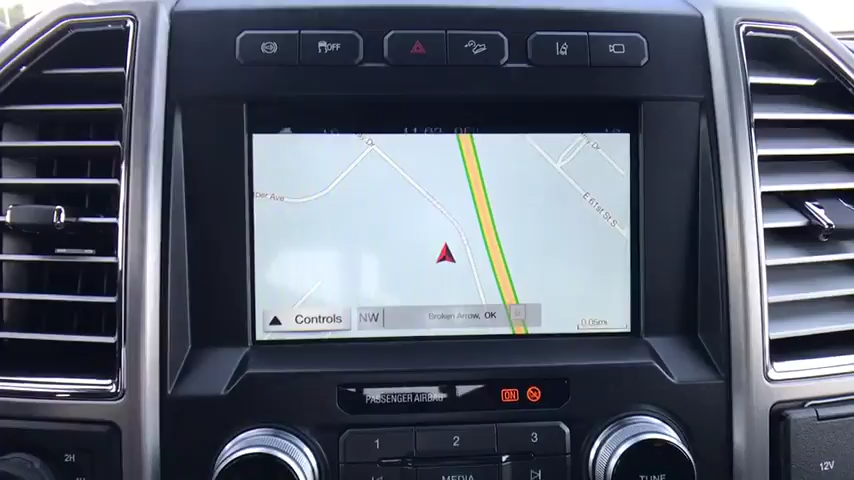 OFF
Controls
NW
Broken Arrow, OK
0.05mi
E 61st St S
PASSENGER AIRBAG
ON
1
2
3
MEDIA
TUNE
2H
12V